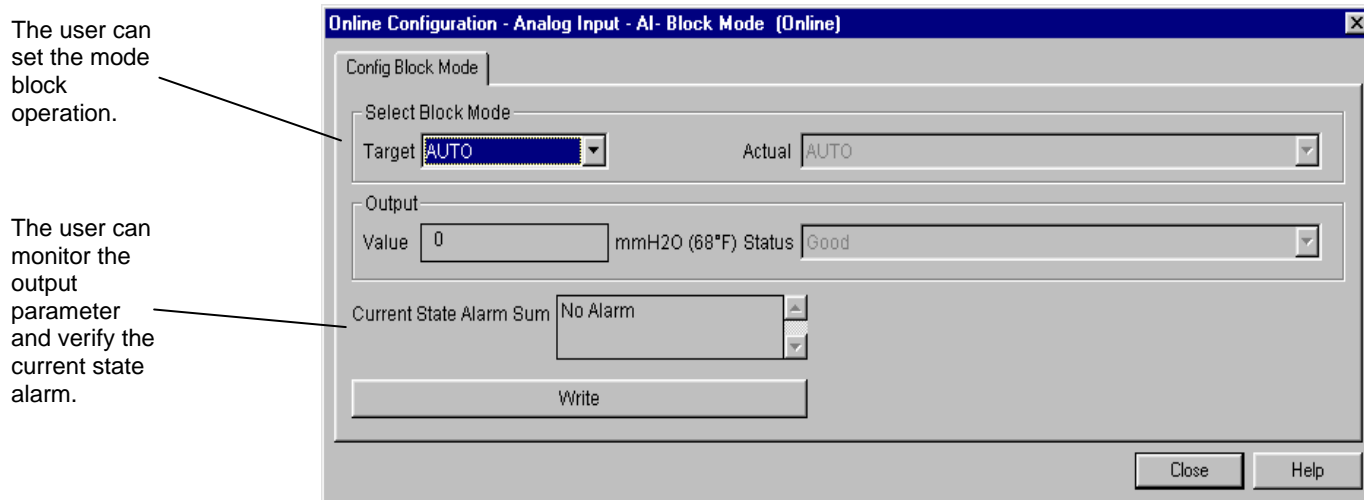 The user can
set the mode
block
operation.
The user can
monitor the
output
parameter
and verify the
current state
alarm.
Online Configuration - Analog Input - AI- Block Mode (Online)
Config Block Mode
Select Block Mode
Target AUTO Actual AUTO
Output
Value 0 mmH2O (68°F) Status Good
Current State Alarm Sum No Alarm
Write
Close Help